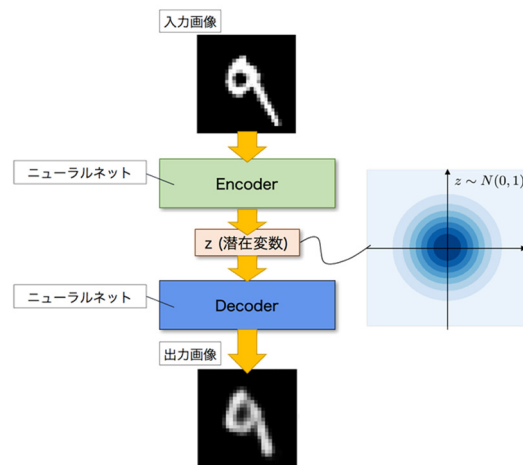 入力画像
ニューラルネット
Encoder
z ∼ N(0, 1)
z (潜在変数)
ニューラルネット
Decoder
出力画像